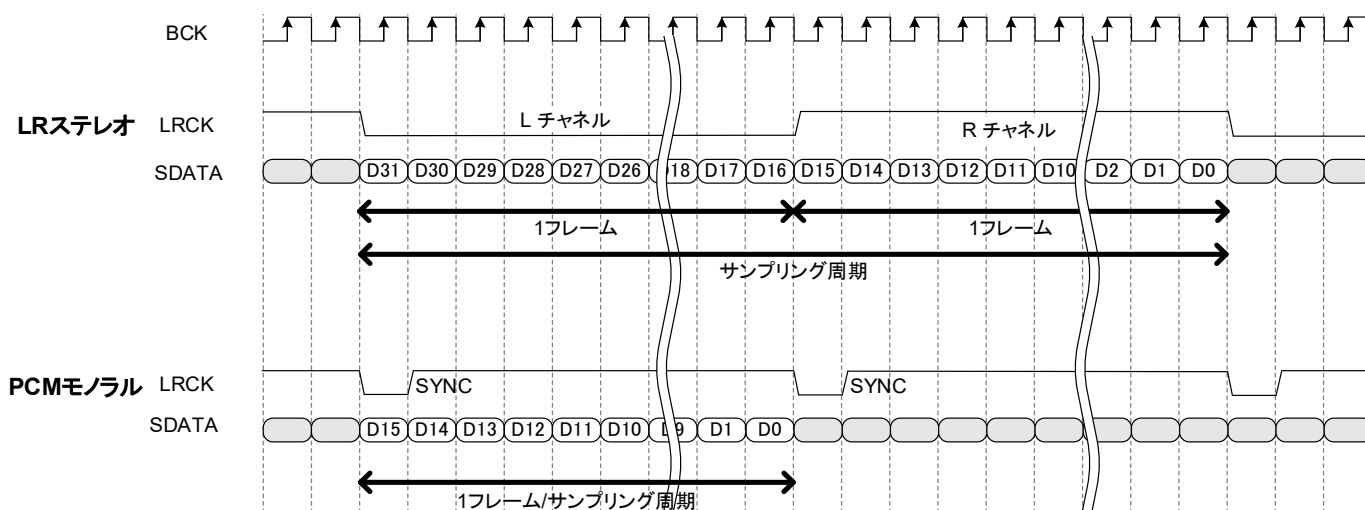 BCK
LRステレオ LRCK L チャネル R チャネル
SDATA D31 D30 D29 D28 D27 D26 D18 D17 D16 D15 D14 D13 D12 D11 D10 D2 D1 D0
1フレーム 1フレーム
サンプリング周期
PCMモノラル LRCK SYNC SYNC
SDATA D15 D14 D13 D12 D11 D10 D9 D1 D0
1フレーム/サンプリング周期